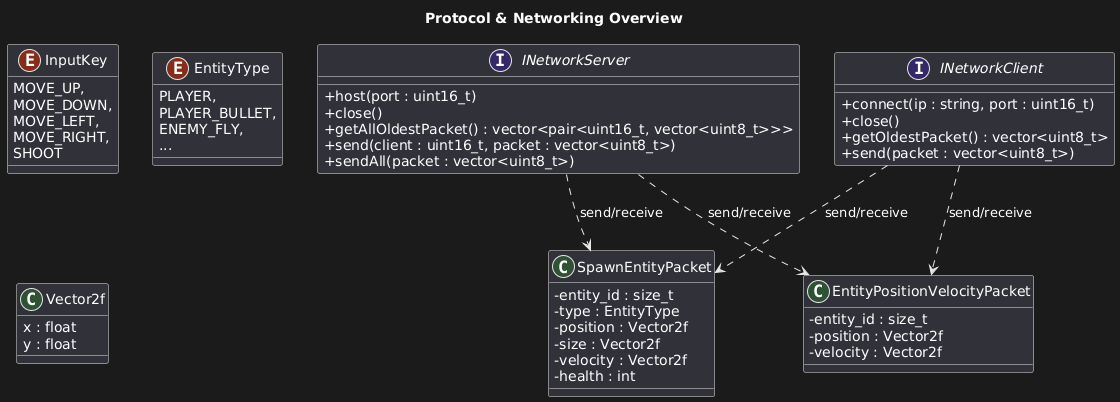 Protocol & Networking Overview
E InputKey
MOVE_UP,
MOVE_DOWN,
MOVE_LEFT,
MOVE_RIGHT,
SHOOT
E EntityType
PLAYER,
PLAYER_BULLET,
ENEMY_FLY,
...
I INetworkServer
+host(port : uint16_t)
+close()
+getAllOldestPacket() : vector<pair<uint16_t, vector<uint8_t>>>
+send(client : uint16_t, packet : vector<uint8_t>)
+sendAll(packet : vector<uint8_t>)
I INetworkClient
+connect(ip : string, port : uint16_t)
+close()
+getOldestPacket() : vector<uint8_t>
+send(packet : vector<uint8_t>)
send/receive
send/receive
send/receive
send/receive
C Vector2f
x : float
y : float
C SpawnEntityPacket
-entity_id : size_t
-type : EntityType
-position : Vector2f
-size : Vector2f
-velocity : Vector2f
-health : int
C EntityPositionVelocityPacket
-entity_id : size_t
-position : Vector2f
-velocity : Vector2f